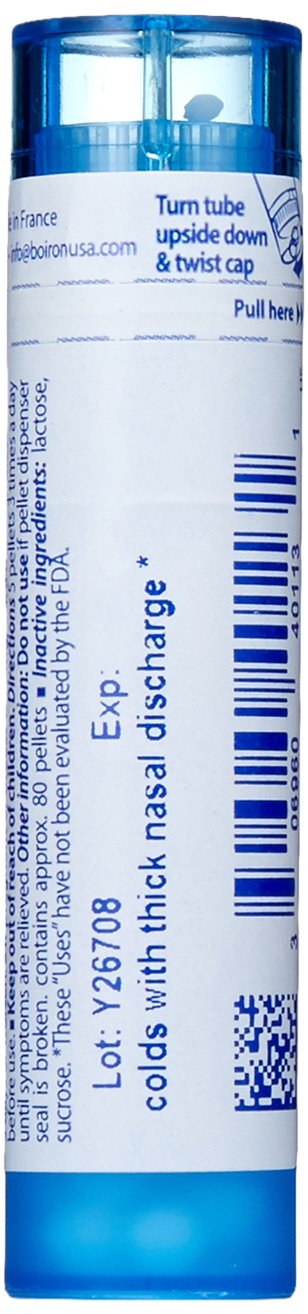 in France
info@boironusa.com
Turn tube
upside down
& twist cap
Pull here
before use. ■ Keep out of reach of children. Directions 5 pellets 3 times a day
until symptoms are relieved. Other information: Do not use if pellet dispenser
seal is broken. contains approx. 80 pellets ■ Inactive ingredients: lactose,
sucrose. *These "Uses" have not been evaluated by the FDA.
Lot: Y26708 Exp:
colds with thick nasal discharge*
3 06969